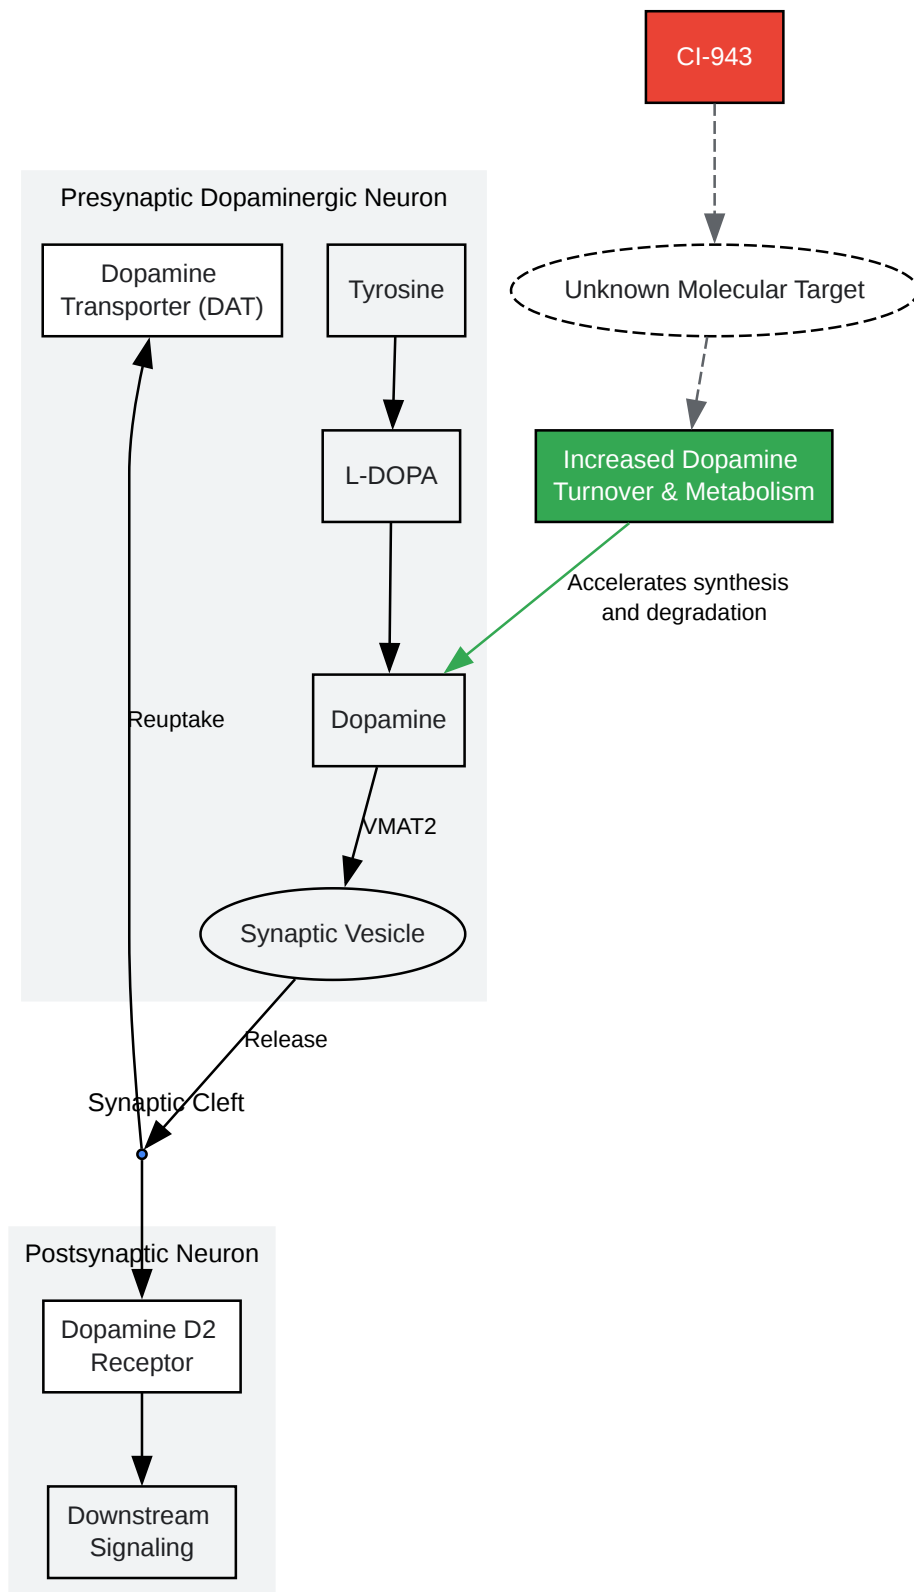 CI-943
Presynaptic Dopaminergic Neuron
Dopamine
Transporter (DAT)
Tyrosine
Unknown Molecular Target
L-DOPA
Increased Dopamine
Turnover & Metabolism
Accelerates synthesis
and degradation
Reuptake
Dopamine
VMAT2
Synaptic Vesicle
Release
Synaptic Cleft
Postsynaptic Neuron
Dopamine D2
Receptor
Downstream
Signaling